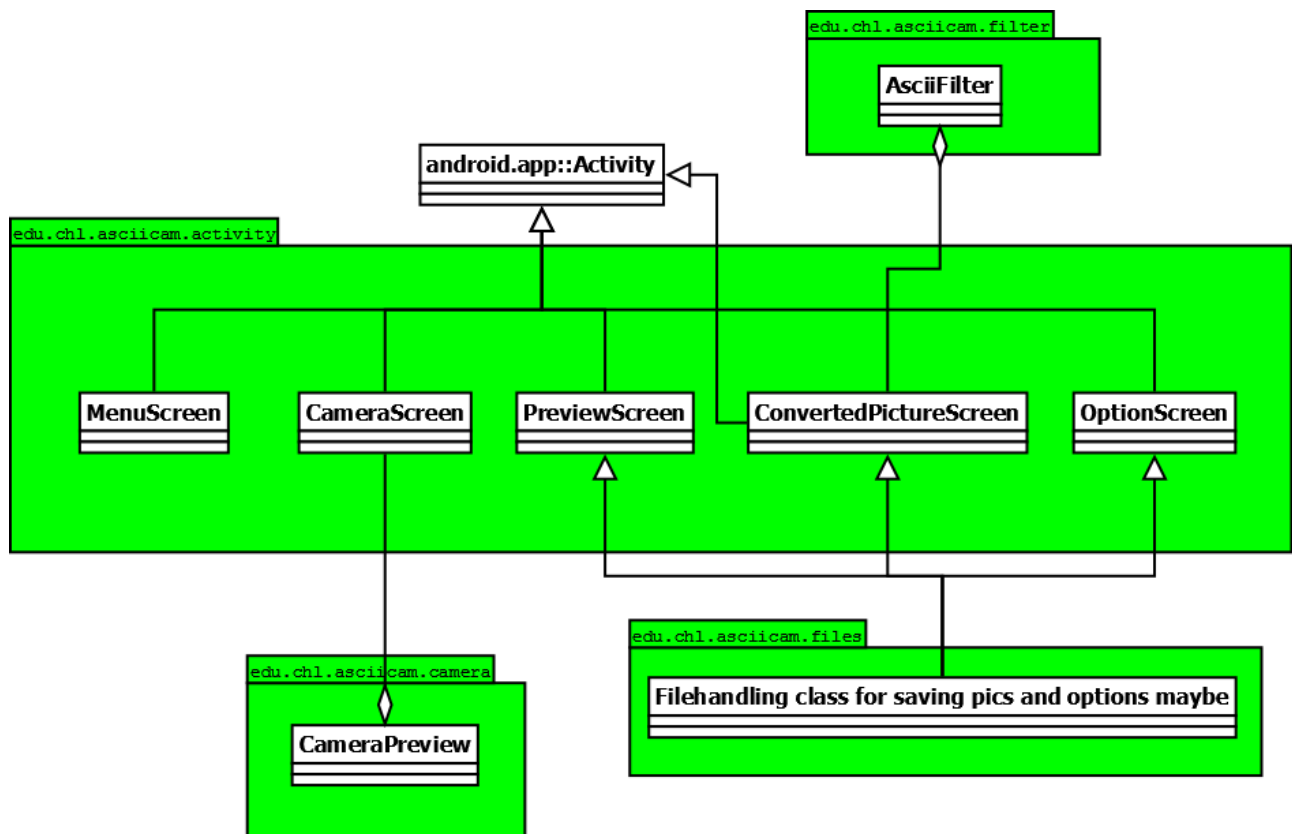 edu.chl.asciicam.filter
AsciiFilter
android.app::Activity
edu.chl.asciicam.activity
MenuScreen
CameraScreen
PreviewScreen
ConvertedPictureScreen
OptionScreen
edu.chl.asciicam.files
edu.chl.asciicam.camera
Filehandling class for saving pics and options maybe
CameraPreview